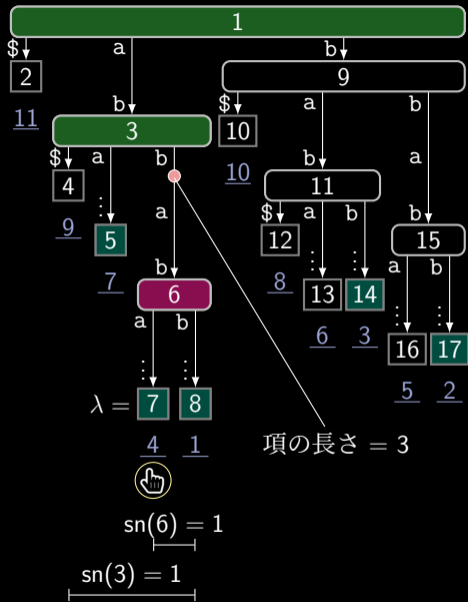 1
$ a b
2 b 9
11 3 $ a b
$ a b 10 b
4 10 11 a
9 ⋮ 5 a $ a b b
7 b 12 ⋮ ⋮ 15
6 8 13 14 a b
a b 6 3 ⋮ ⋮
⋮ ⋮ 16 17
λ = 7 8 5 2
4 1 項の長さ = 3
sn(6) = 1
sn(3) = 1